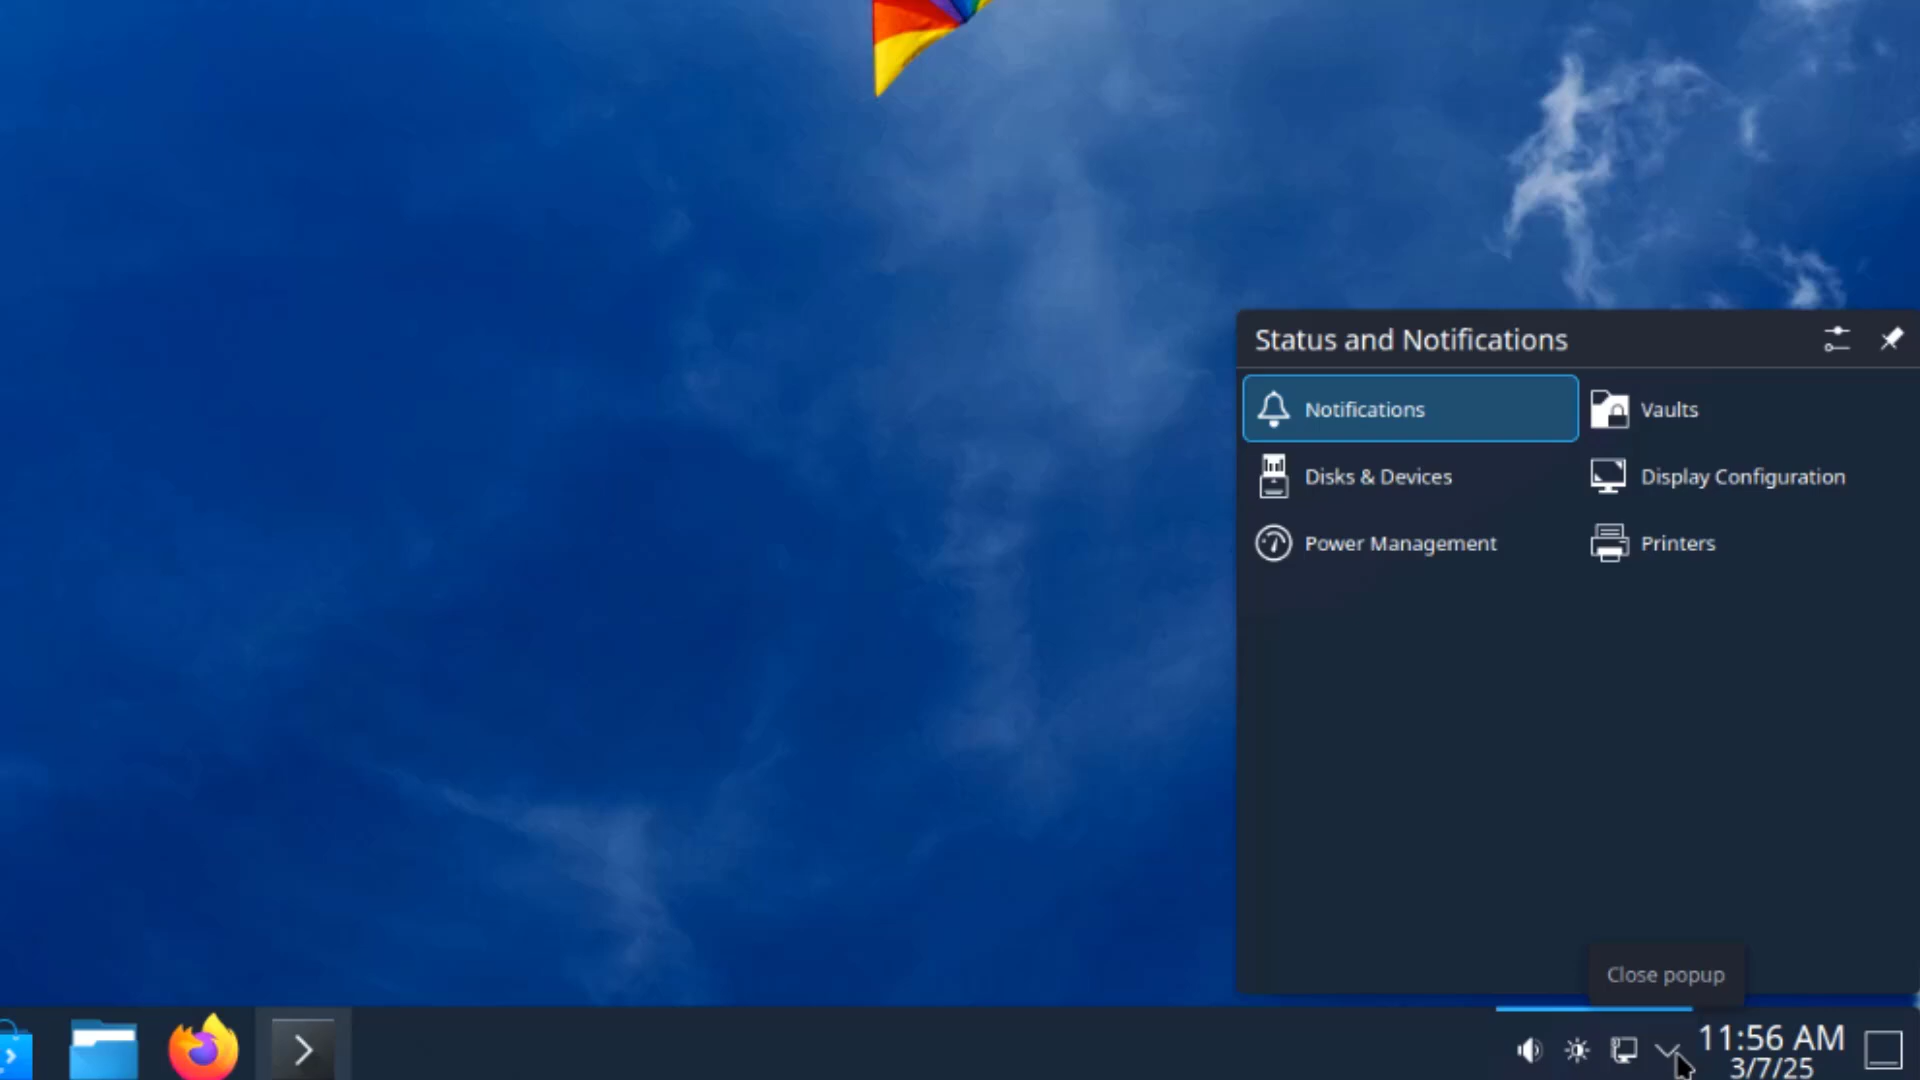 Status and Notifications
Notifications
Vaults
Disks & Devices
Display Configuration
Power Management
Printers
Close popup
11:56 AM
3/7/25